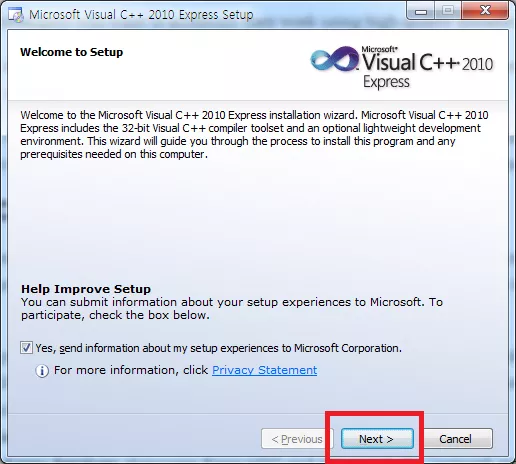 Microsoft Visual C++ 2010 Express Setup
Welcome to Setup
Microsoft®
Visual C++ 2010
Express
Welcome to the Microsoft Visual C++ 2010 Express installation wizard. Microsoft Visual C++ 2010
Express includes the 32-bit Visual C++ compiler toolset and an optional lightweight development
environment. This wizard will guide you through the process to install this program and any
prerequisites needed on this computer.
Help Improve Setup
You can submit information about your setup experiences to Microsoft. To
participate, check the box below.
Yes, send information about my setup experiences to Microsoft Corporation.
For more information, click Privacy Statement
< Previous Next > Cancel